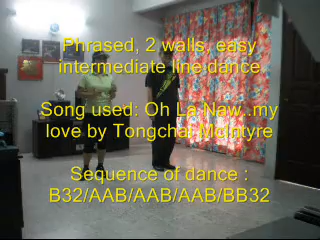 Phrased, 2 walls, easy
intermediate line dance
Song used: Oh La Naw..my
love by Tongchai McIntyre
Sequence of dance :
B32/AAB/AAB/AAB/BB32